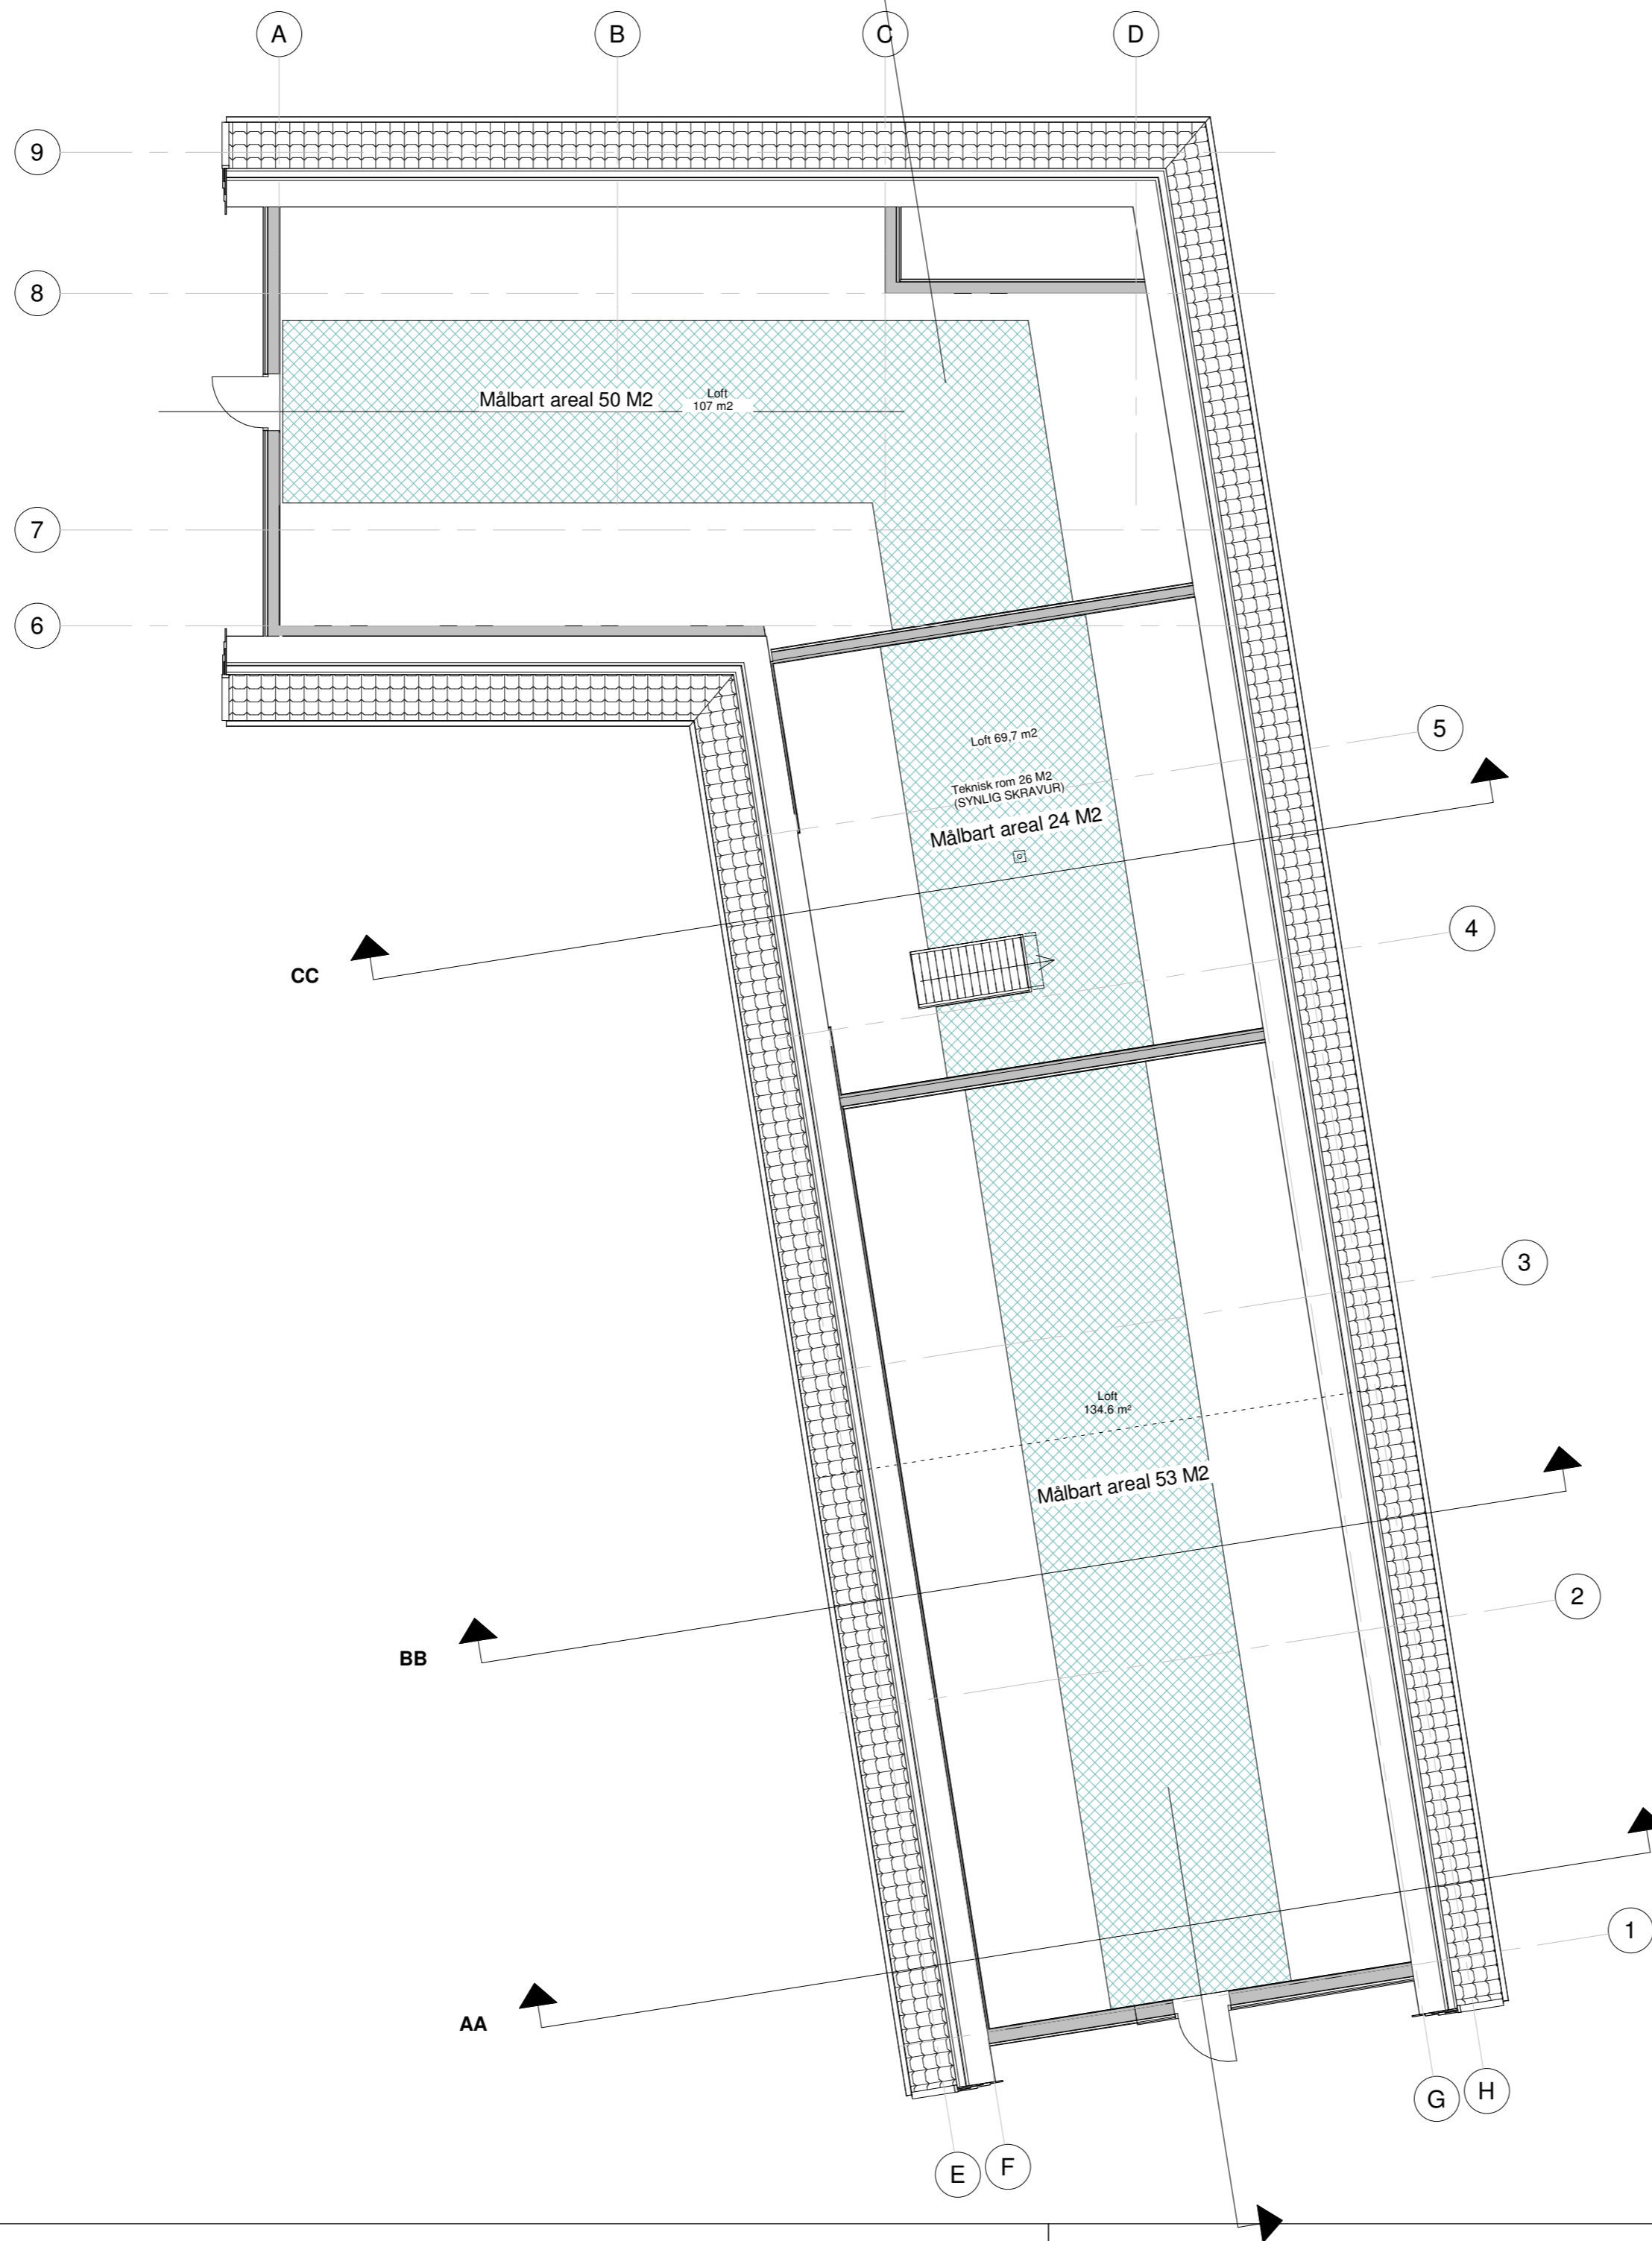 A
B
C
D
9
8
Målbart areal 50 M2
Loft
107 m2
7
6
5
Loft 69,7 m2
Teknisk rom 26 M2
(SYNLIG SKRAVUR)
Målbart areal 24 M2
4
CC
3
Loft
134.6 m²
Målbart areal 53 M2
2
BB
1
AA
G
H
E
F